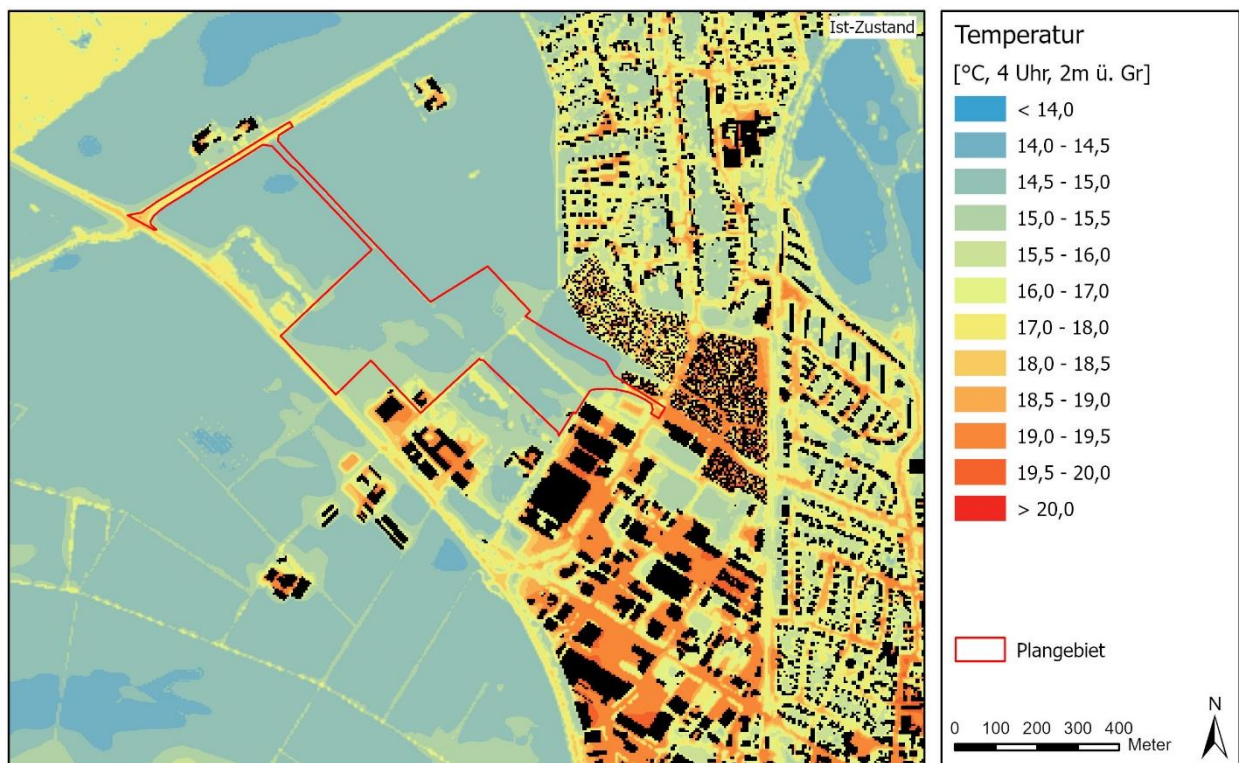 Ist-Zustand
Temperatur
[°C, 4 Uhr, 2m ü. Gr]
< 14,0
14,0 - 14,5
14,5 - 15,0
15,0 - 15,5
15,5 - 16,0
16,0 - 17,0
17,0 - 18,0
18,0 - 18,5
18,5 - 19,0
19,0 - 19,5
19,5 - 20,0
> 20,0
Plangebiet
N
0 100 200 300 400
Meter